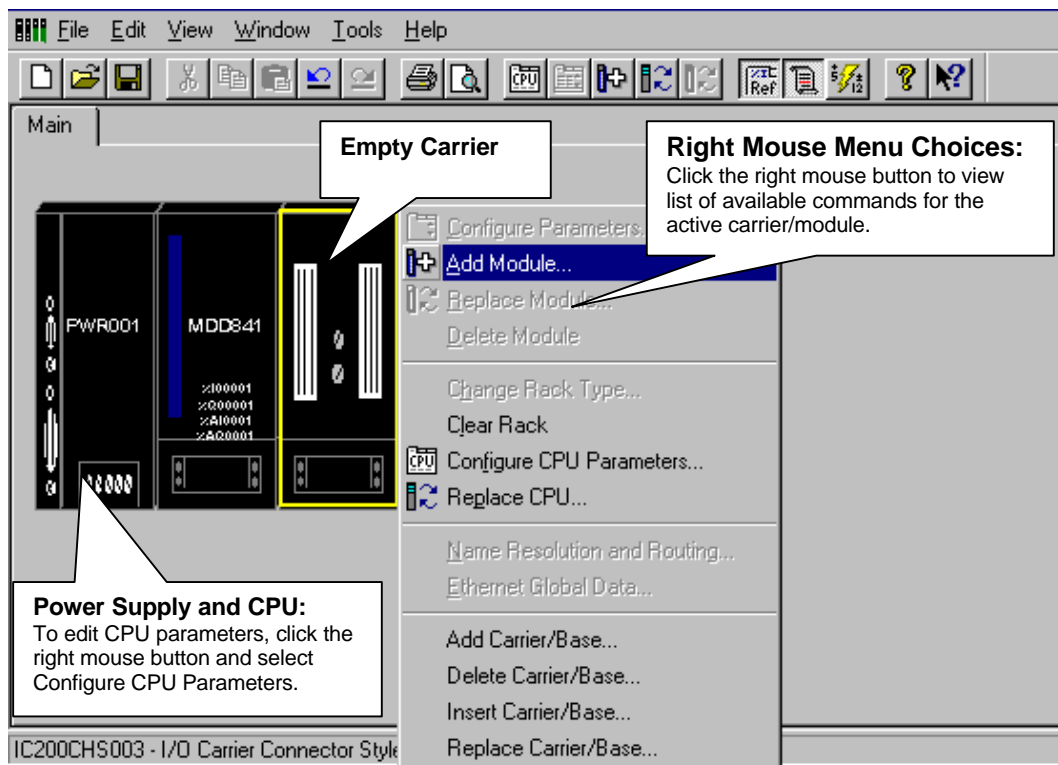 File Edit View Window Tools Help
CPU
Ref
Main
Empty Carrier
Right Mouse Menu Choices:
Click the right mouse button to view
list of available commands for the
active carrier/module.
PWR001
MDD841
%I00001
%Q00001
%AI0001
%AQ0001
Configure Parameters...
Add Module...
Replace Module...
Delete Module
Change Rack Type...
Clear Rack
CPU Configure CPU Parameters...
Replace CPU...
Name Resolution and Routing...
Ethernet Global Data...
Add Carrier/Base...
Delete Carrier/Base...
Insert Carrier/Base...
Replace Carrier/Base...
Power Supply and CPU:
To edit CPU parameters, click the
right mouse button and select
Configure CPU Parameters.
IC200CHS003 - I/O Carrier Connector Style